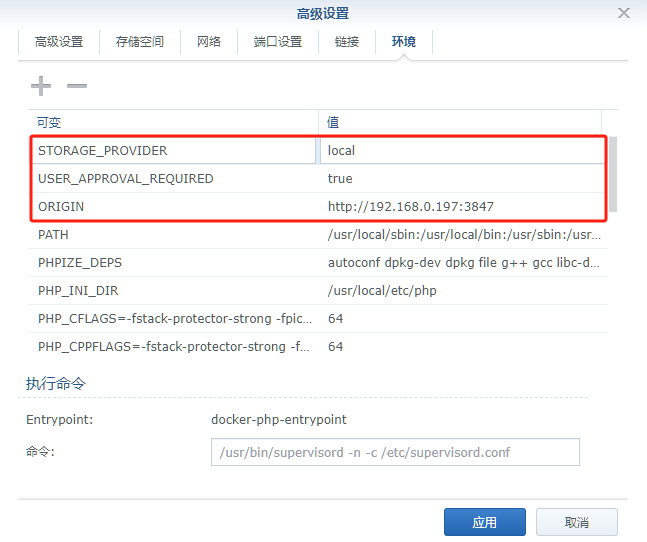 高级设置
高级设置 存储空间 网络 端口设置 链接 环境
可变 值
STORAGE_PROVIDER local
USER_APPROVAL_REQUIRED true
ORIGIN http://192.168.0.197:3847
PATH /usr/local/sbin:/usr/local/bin:/usr/sbin:/usr...
PHPIZE_DEPS autoconf dpkg-dev dpkg file g++ gcc libc-d...
PHP_INI_DIR /usr/local/etc/php
PHP_CFLAGS=-fstack-protector-strong -fpic... 64
PHP_CPPFLAGS=-fstack-protector-strong -f... 64
执行命令
Entrypoint: docker-php-entrypoint
命令: /usr/bin/supervisord -n -c /etc/supervisord.conf
应用 取消